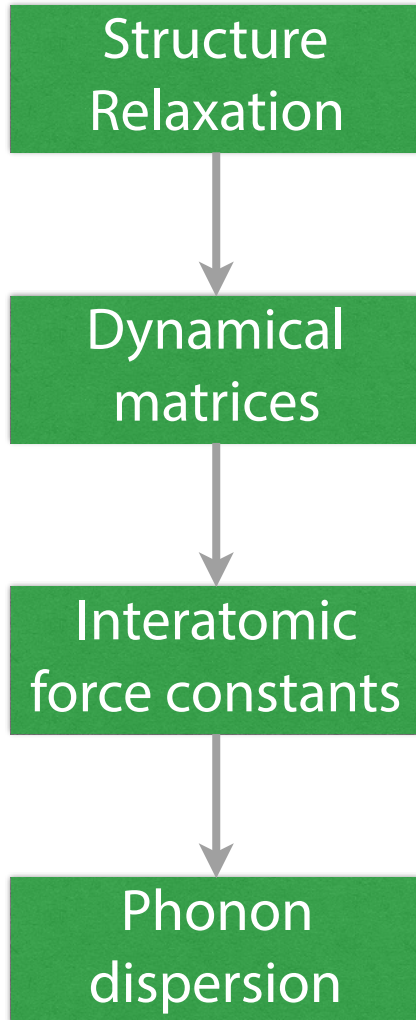 Structure
Relaxation
Dynamical
matrices
Interatomic
force constants
Phonon
dispersion